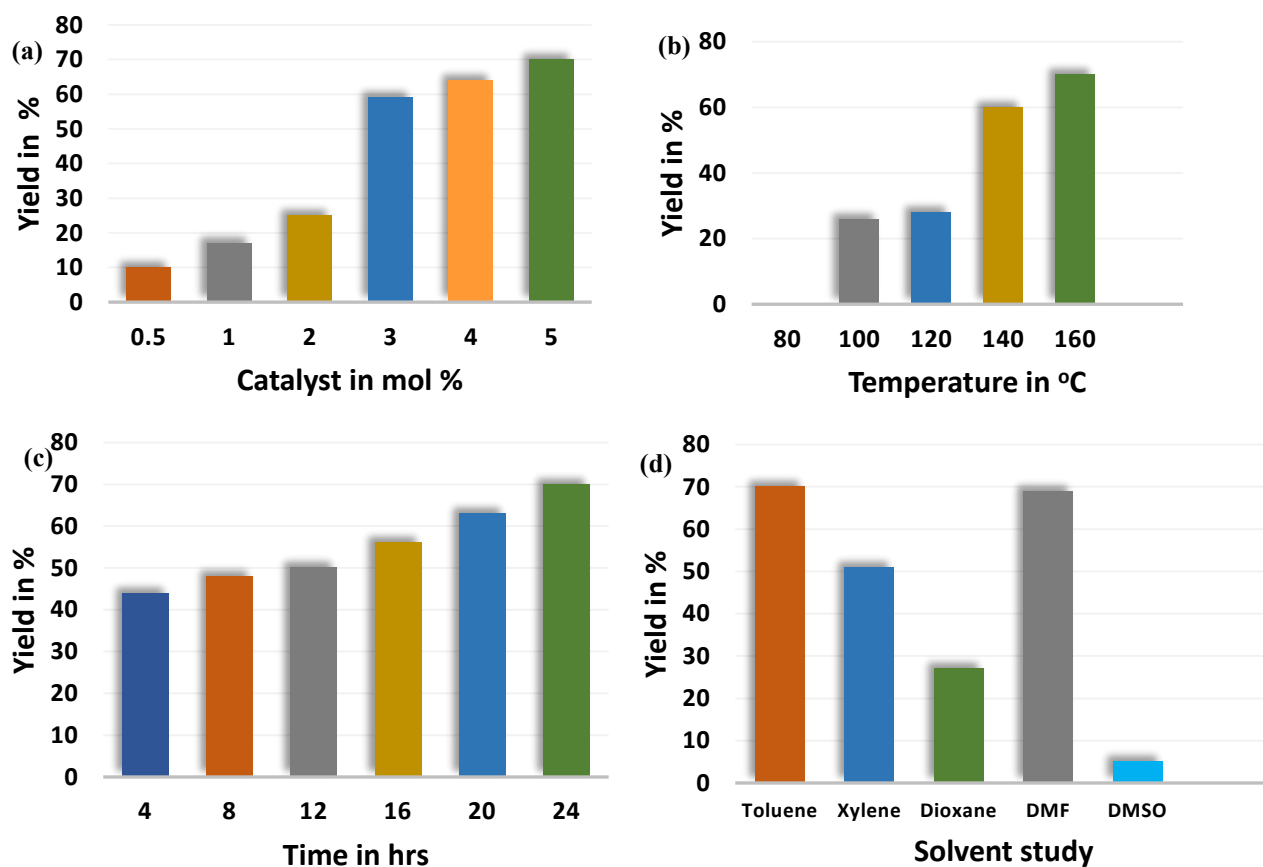 (a)
80
70
60
50
40
30
20
10
0
Yield in %
0.5 1 2 3 4 5
Catalyst in mol %
(b)
80
60
40
20
0
Yield in %
80 100 120 140 160
Temperature in ºC
(c)
80
70
60
50
40
30
20
10
0
Yield in %
4 8 12 16 20 24
Time in hrs
(d)
80
70
60
50
40
30
20
10
0
Yield in %
Toluene Xylene Dioxane DMF DMSO
Solvent study